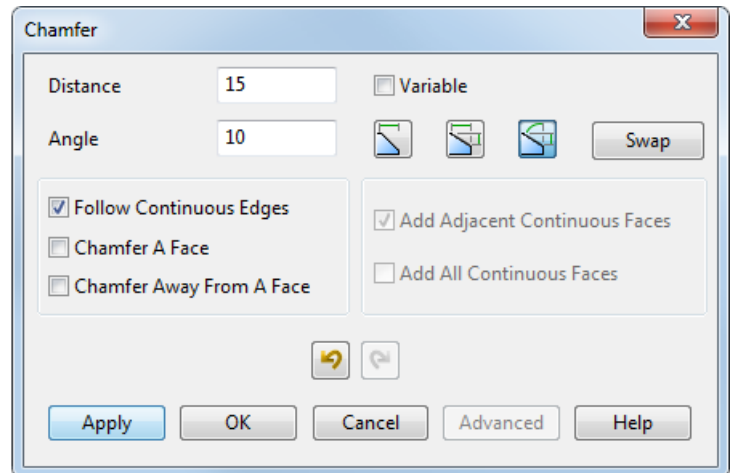 Chamfer
Distance 15 Variable
Angle 10 Swap
Follow Continuous Edges
Chamfer A Face
Chamfer Away From A Face
Add Adjacent Continuous Faces
Add All Continuous Faces
Apply OK Cancel Advanced Help